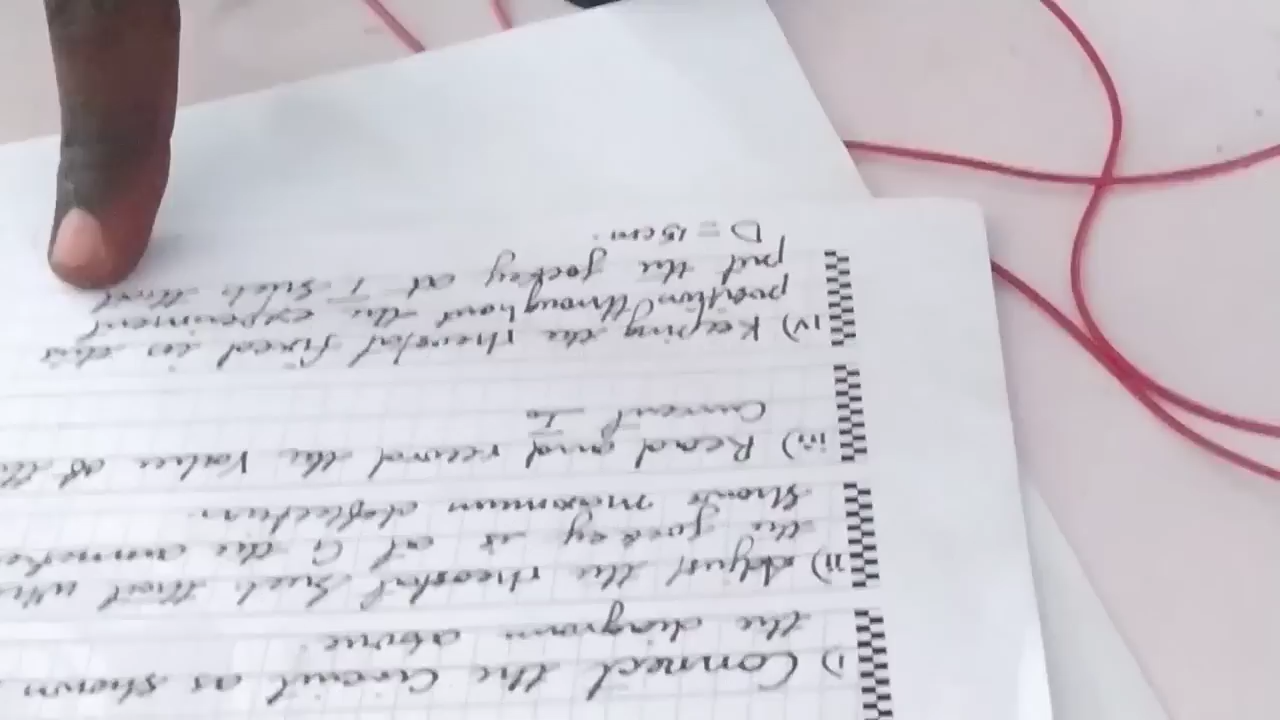 i) Connect the circuit as shown
the diagram above.
ii) Adjust the rheostat such that
the jockey is at G the
shows maximum deflection.
iii) Read and record the value of
current I₀
iv) Keeping the rheostat fixed in this
position throughout the experiment
put the jockey at T such that
D = 15cm.